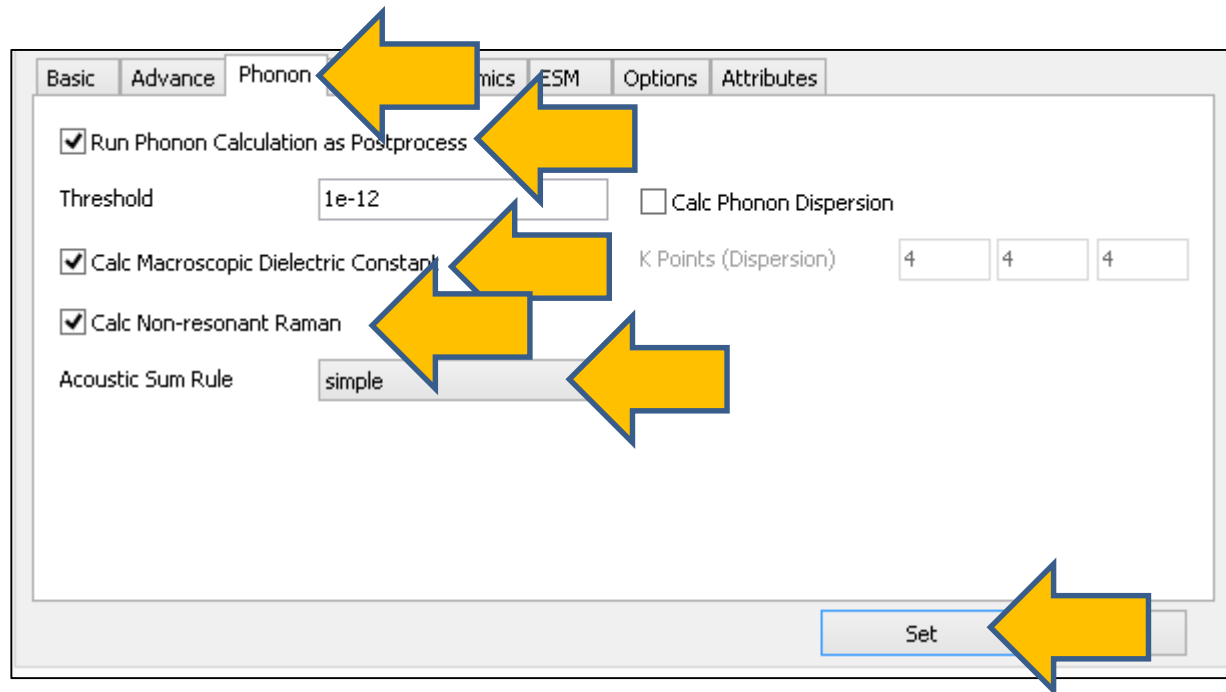 Basic Advance Phonon mics ESM Options Attributes
Run Phonon Calculation as Postprocess
Threshold 1e-12 Calc Phonon Dispersion
Calc Macroscopic Dielectric Constant K Points (Dispersion) 4 4 4
Calc Non-resonant Raman
Acoustic Sum Rule simple
Set